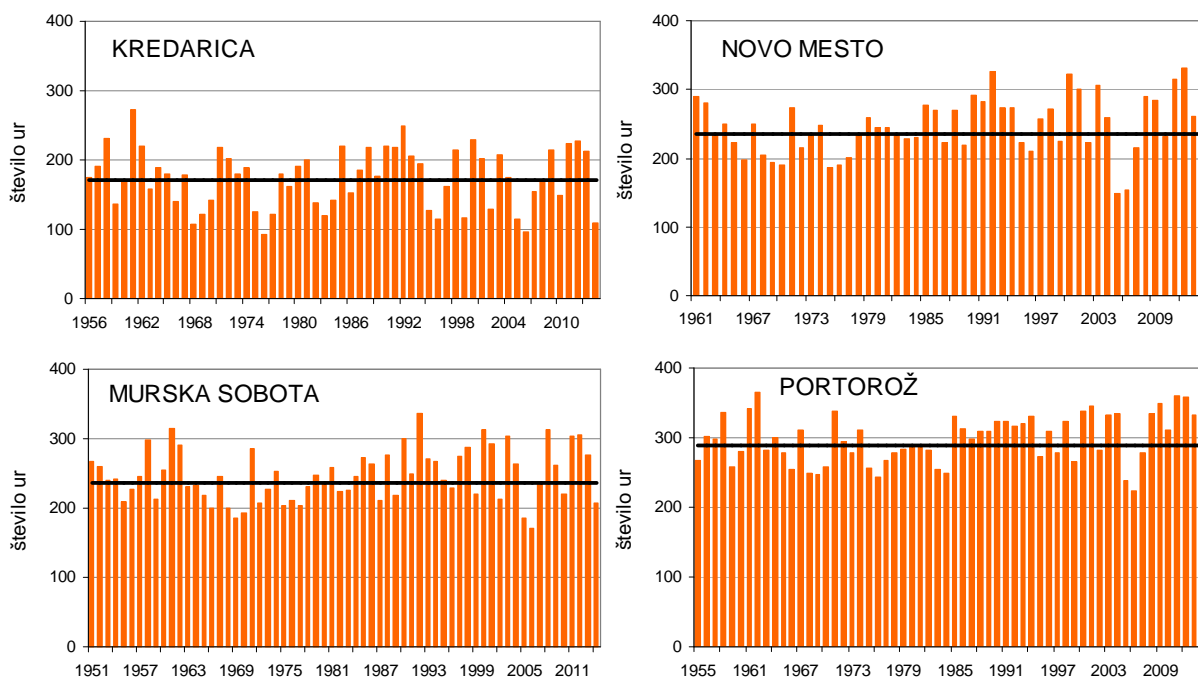 KREDARICA
število ur
400
300
200
100
0
1956 1962 1968 1974 1980 1986 1992 1998 2004 2010
NOVO MESTO
število ur
400
300
200
100
0
1961 1967 1973 1979 1985 1991 1997 2003 2009
MURSKA SOBOTA
število ur
400
300
200
100
0
1951 1957 1963 1969 1975 1981 1987 1993 1999 2005 2011
PORTOROŽ
število ur
400
300
200
100
0
1955 1961 1967 1973 1979 1985 1991 1997 2003 2009